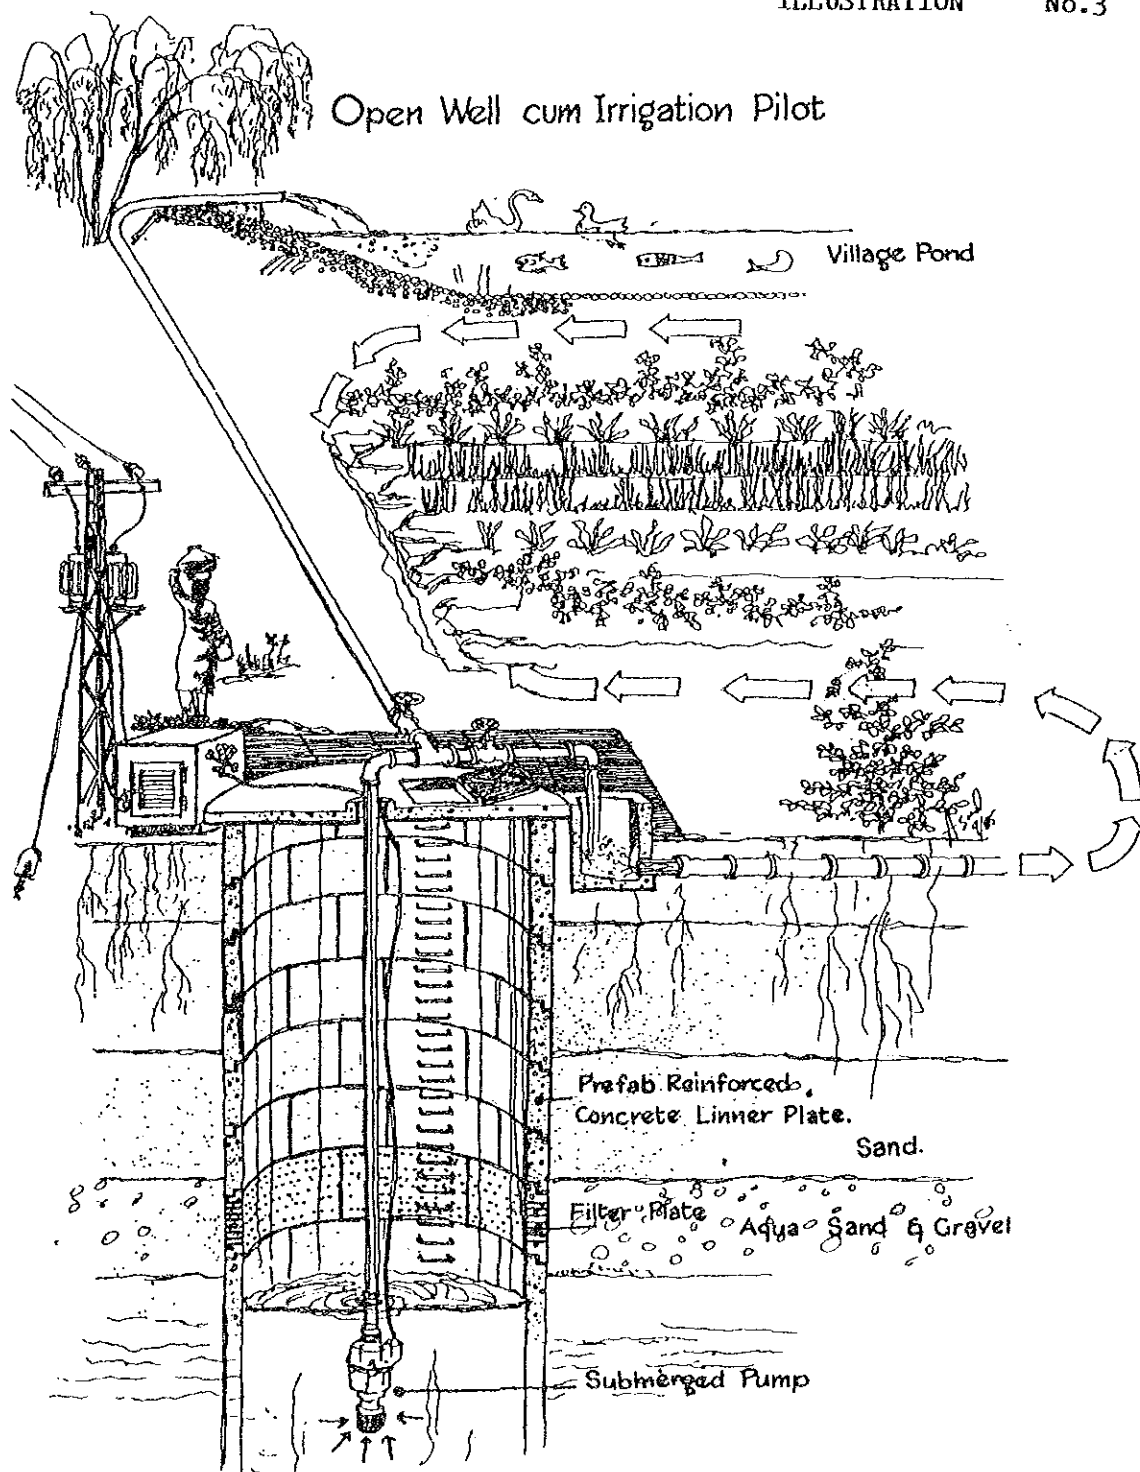 ILLUSTRATION No.3
Open Well cum Irrigation Pilot
Village Pond
Prefab Reinforced.
Concrete Linner Plate.
Sand.
Filter Plate
Aqua Sand & Gravel
Submerged Pump